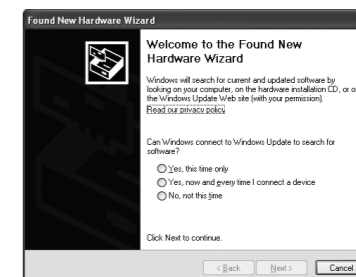 Found New Hardware Wizard
Welcome to the Found New
Hardware Wizard
Windows will search for current and updated software by
looking on your computer, on the hardware installation CD, or on
the Windows Update Web site (with your permission).
Read our privacy policy
Can Windows connect to Windows Update to search for
software?
Yes, this time only
Yes, now and every time I connect a device
No, not this time
Click Next to continue.
< Back
Next >
Cancel